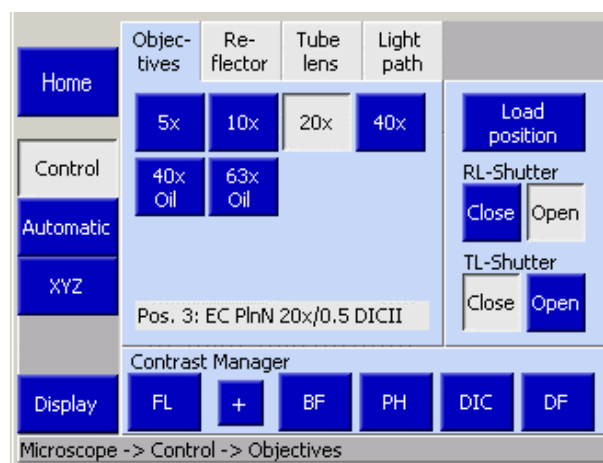 Home
Control
Automatic
XYZ
Display
Objec-
tives
Re-
flector
Tube
lens
Light
path
5x
10x
20x
40x
40x
Oil
63x
Oil
Pos. 3: EC PlnN 20x/0.5 DICII
Load
position
RL-Shutter
Close
Open
TL-Shutter
Close
Open
Contrast Manager
FL
+
BF
PH
DIC
DF
Microscope -> Control -> Objectives